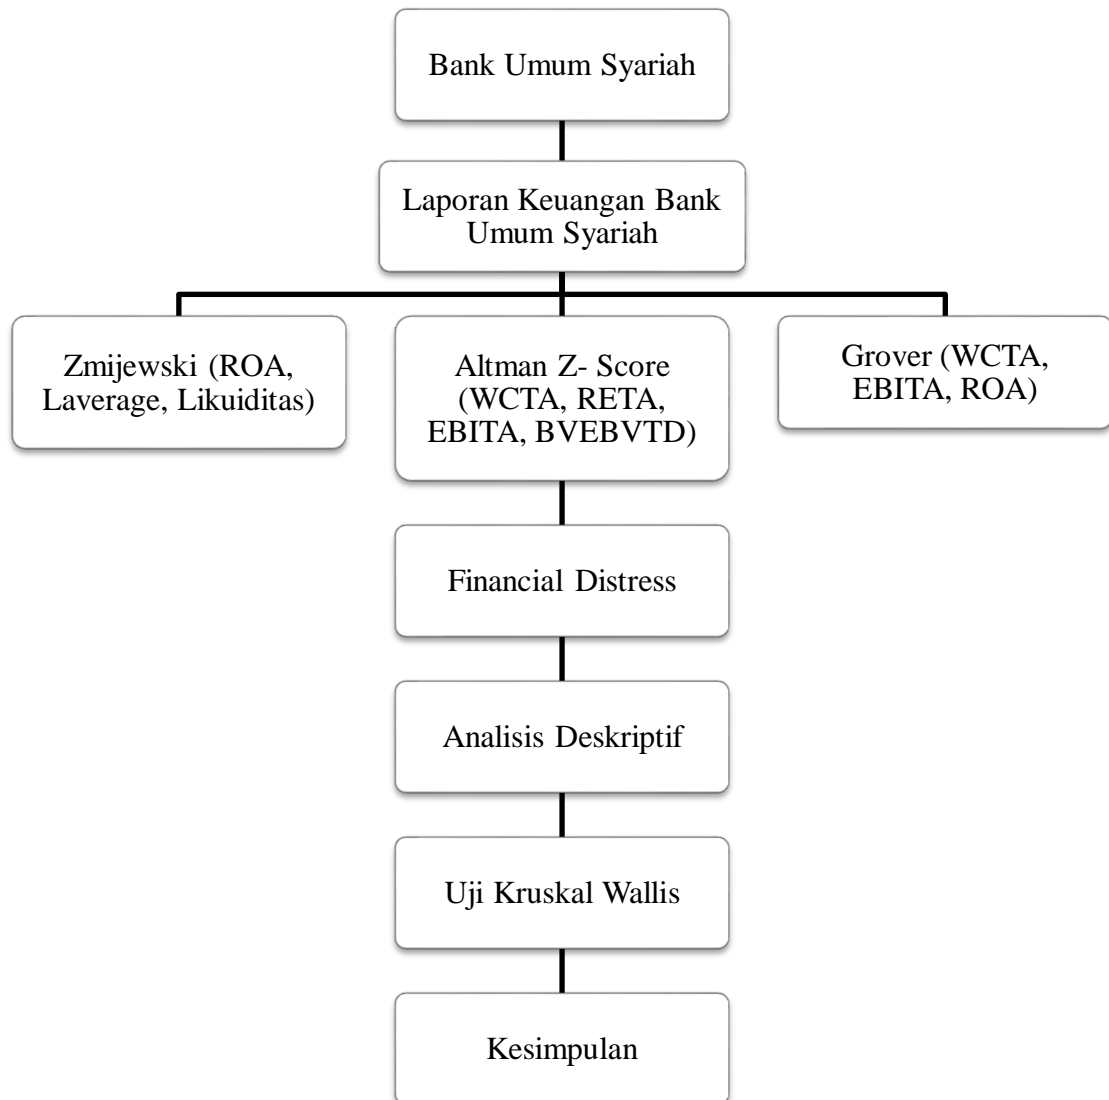 Bank Umum Syariah
Laporan Keuangan Bank
Umum Syariah
Zmijewski (ROA,
Laverage, Likuiditas)
Altman Z- Score
(WCTA, RETA,
EBITA, BVEBVTD)
Grover (WCTA,
EBITA, ROA)
Financial Distress
Analisis Deskriptif
Uji Kruskal Wallis
Kesimpulan